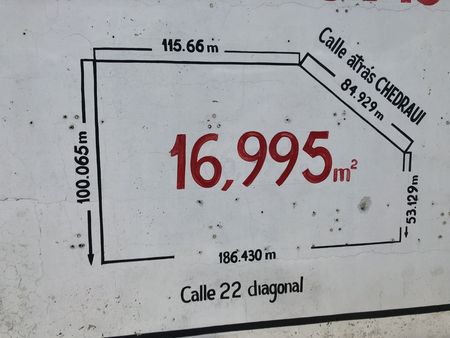 115.66 m
Calle atrás CHEDRAUI
84.929 m
100.065 m
16,995 m²
53.129 m
186.430 m
Calle 22 diagonal